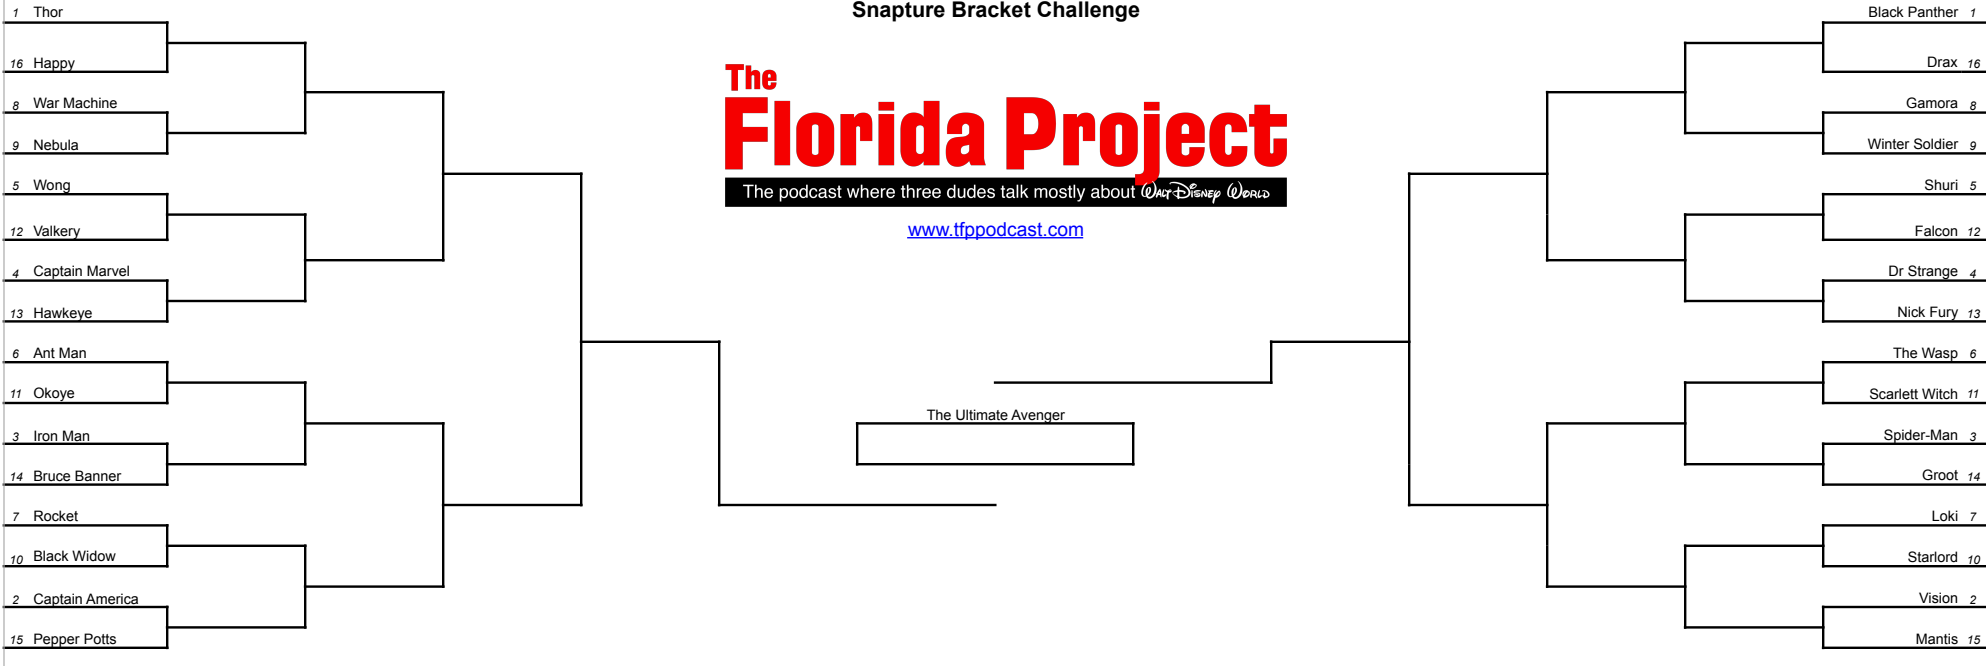 Snapture Bracket Challenge
The
Florida Project
The podcast where three dudes talk mostly about Walt Disney World
www.tfppodcast.com
1 Thor
16 Happy
8 War Machine
9 Nebula
5 Wong
12 Valkery
4 Captain Marvel
13 Hawkeye
6 Ant Man
11 Okoye
3 Iron Man
14 Bruce Banner
7 Rocket
10 Black Widow
2 Captain America
15 Pepper Potts
The Ultimate Avenger
Black Panther 1
Drax 16
Gamora 8
Winter Soldier 9
Shuri 5
Falcon 12
Dr Strange 4
Nick Fury 13
The Wasp 6
Scarlett Witch 11
Spider-Man 3
Groot 14
Loki 7
Starlord 10
Vision 2
Mantis 15